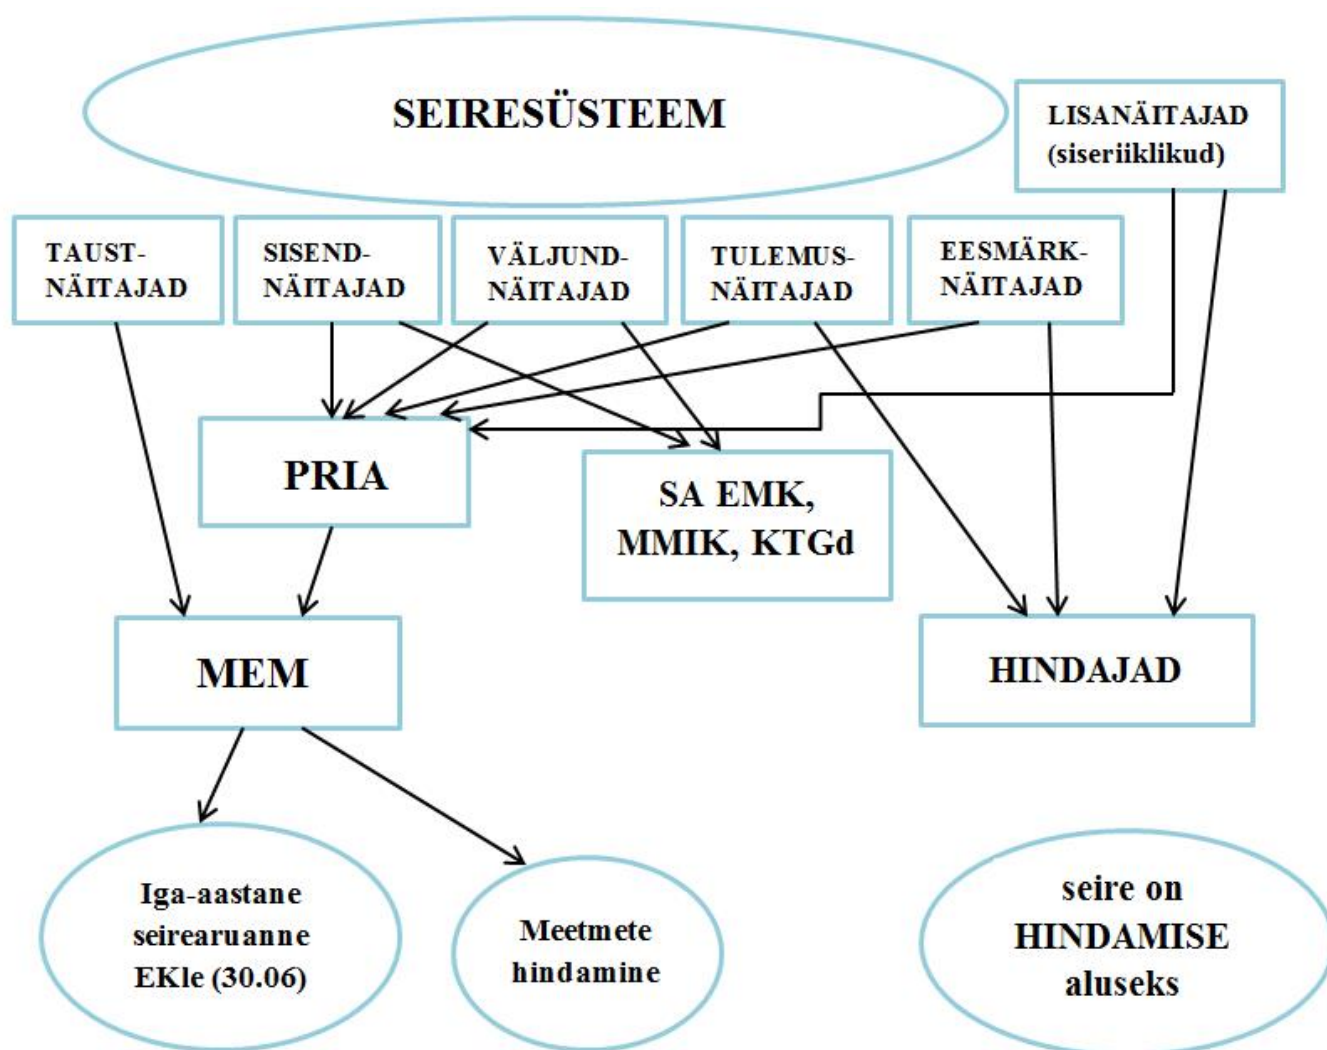 SEIRESÜSTEEM
LISANÄITAJAD
(siseriiklikud)
TAUST-
NÄITAJAD
SISEND-
NÄITAJAD
VÄLJUND-
NÄITAJAD
TULEMUS-
NÄITAJAD
EESMÄRK-
NÄITAJAD
PRIA
SA EMK,
MMIK, KTGd
MEM
HINDAJAD
Iga-aastane
seirearuanne
EKle (30.06)
Meetmete
hindamine
seire on
HINDAMISE
aluseks